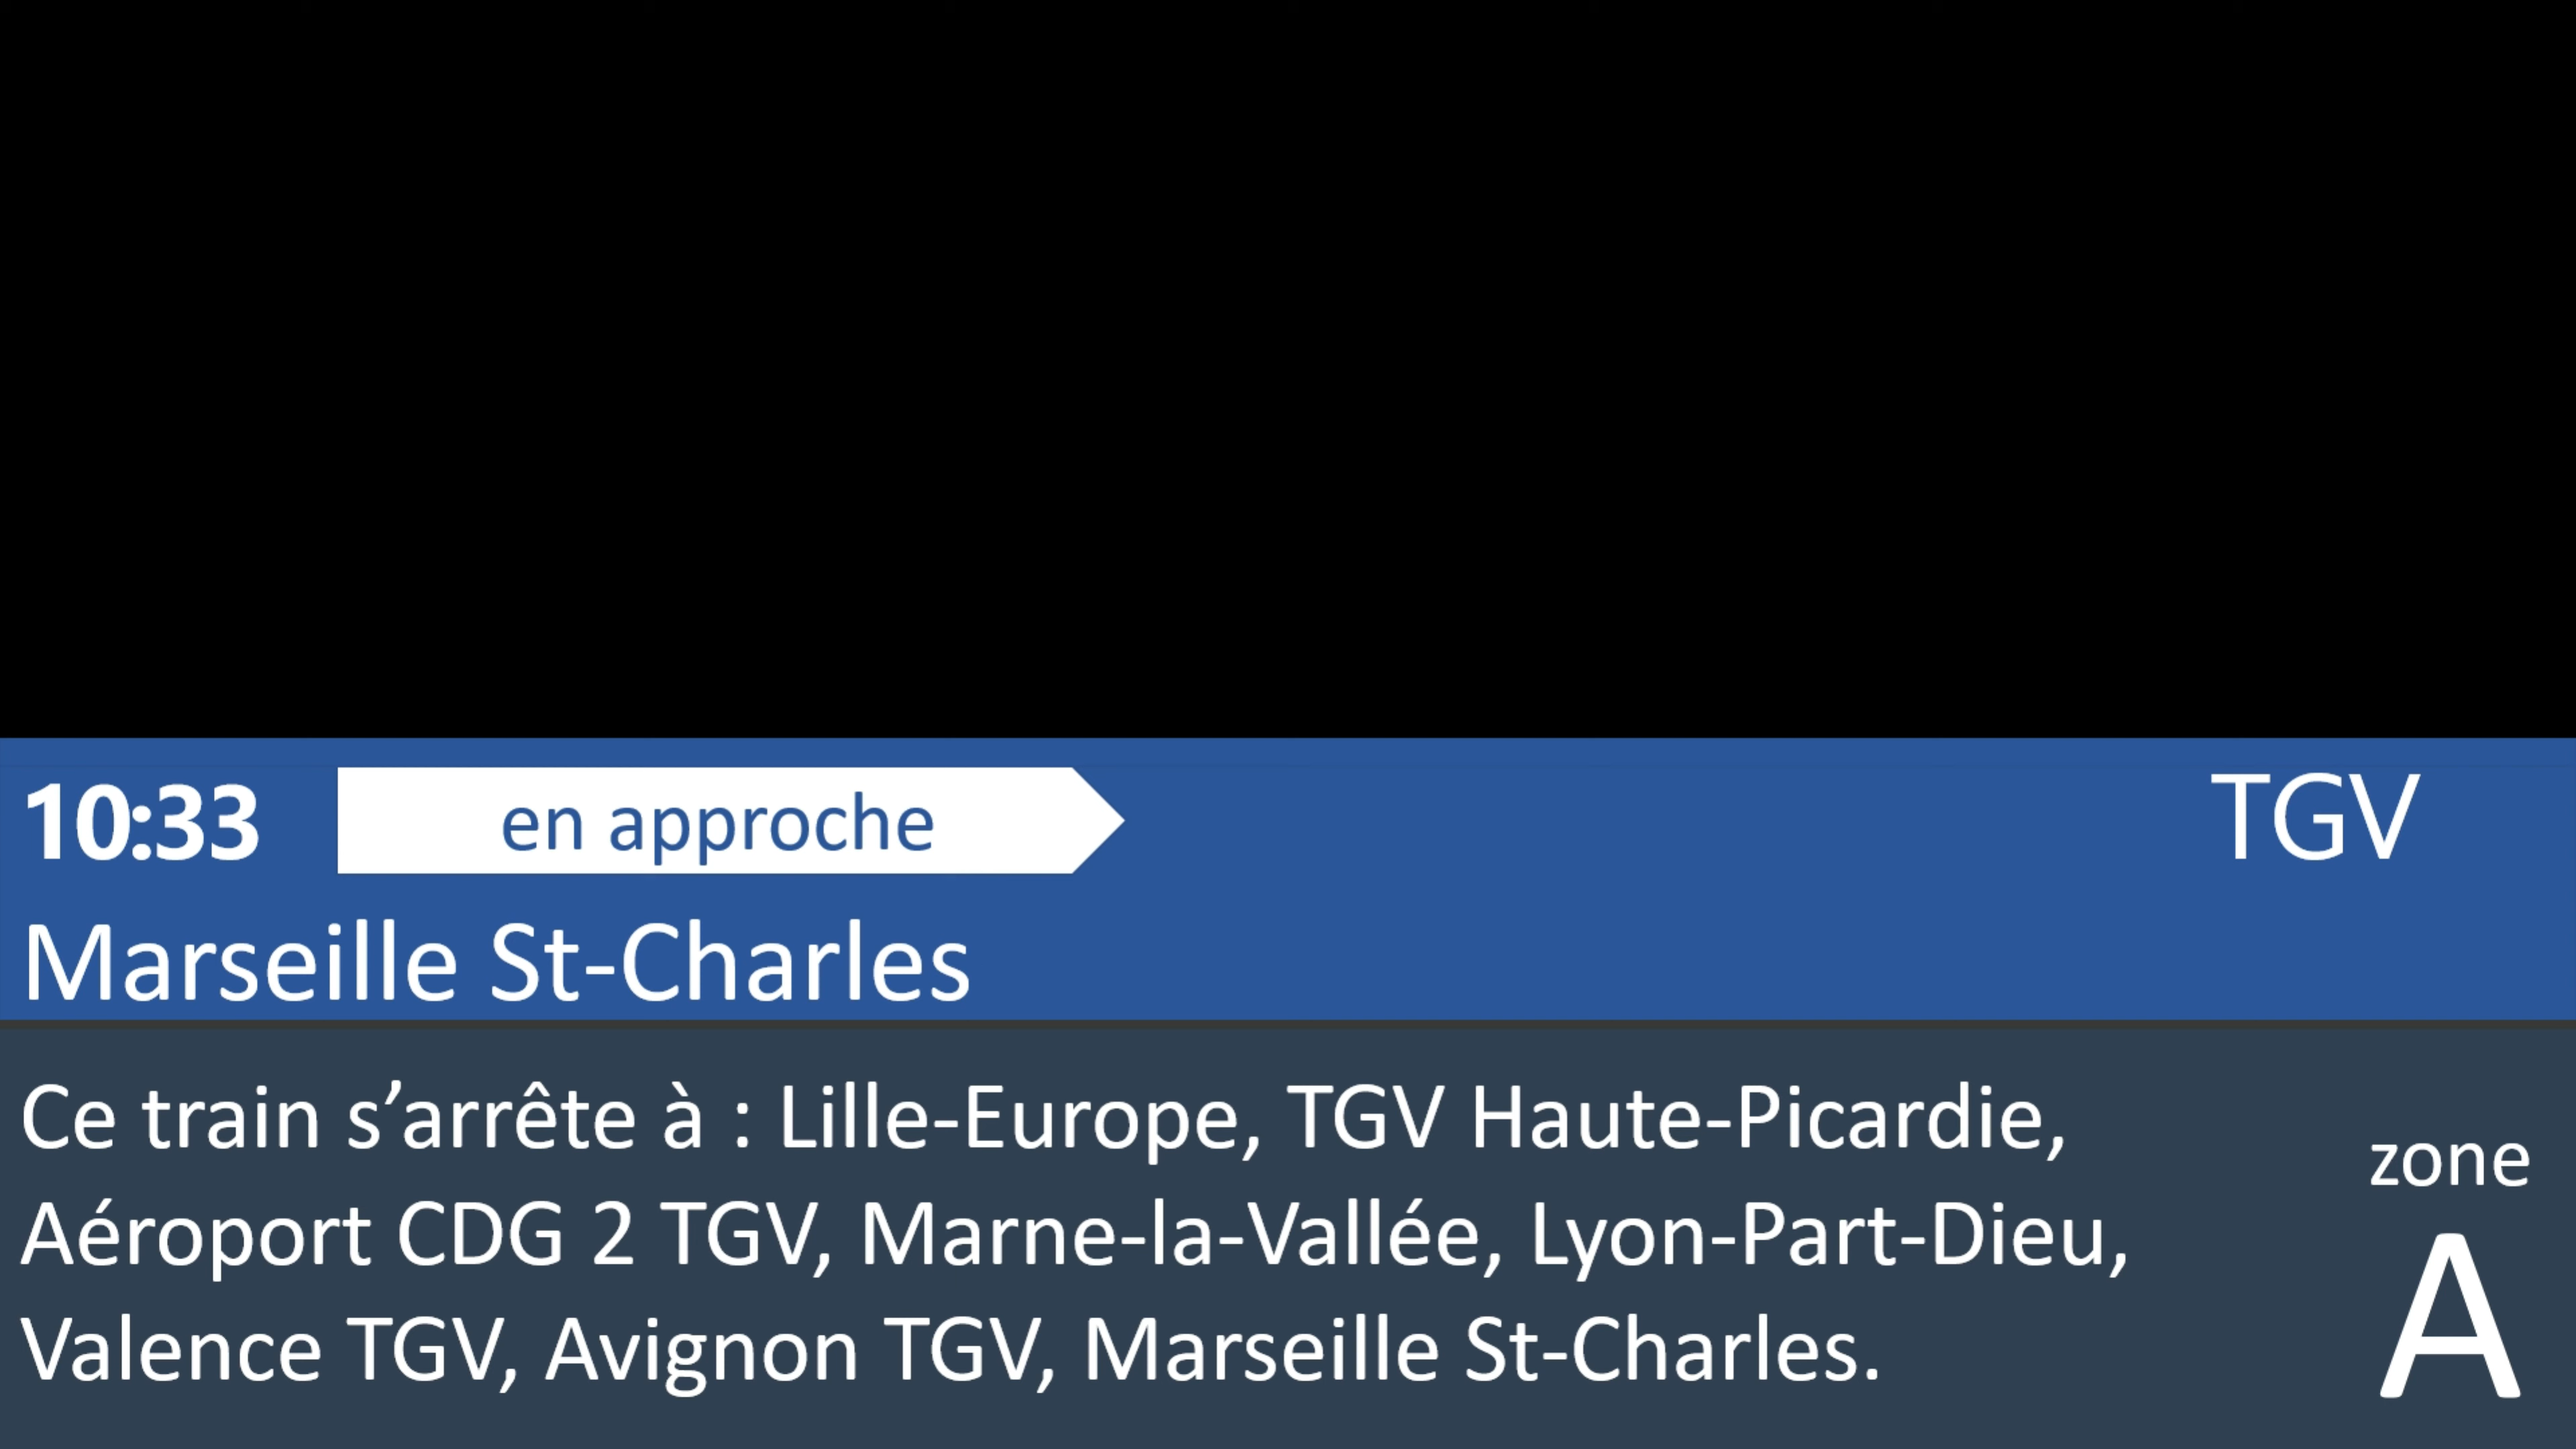 10:33 en approche TGV
Marseille St-Charles
Ce train s’arrête à : Lille-Europe, TGV Haute-Picardie,
Aéroport CDG 2 TGV, Marne-la-Vallée, Lyon-Part-Dieu,
Valence TGV, Avignon TGV, Marseille St-Charles.
zone
A